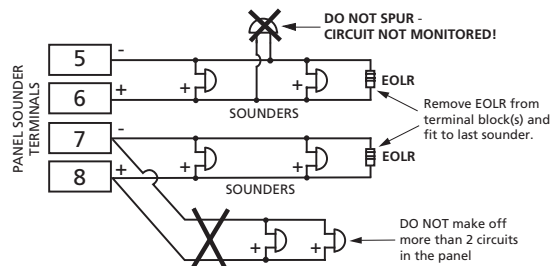 DO NOT SPUR -
CIRCUIT NOT MONITORED!
PANEL SOUNDER
TERMINALS
5
-
6
+
+
+
EOLR
SOUNDERS
Remove EOLR from
terminal block(s) and
fit to last sounder.
7
-
8
+
+
+
EOLR
SOUNDERS
+
+
DO NOT make off
more than 2 circuits
in the panel